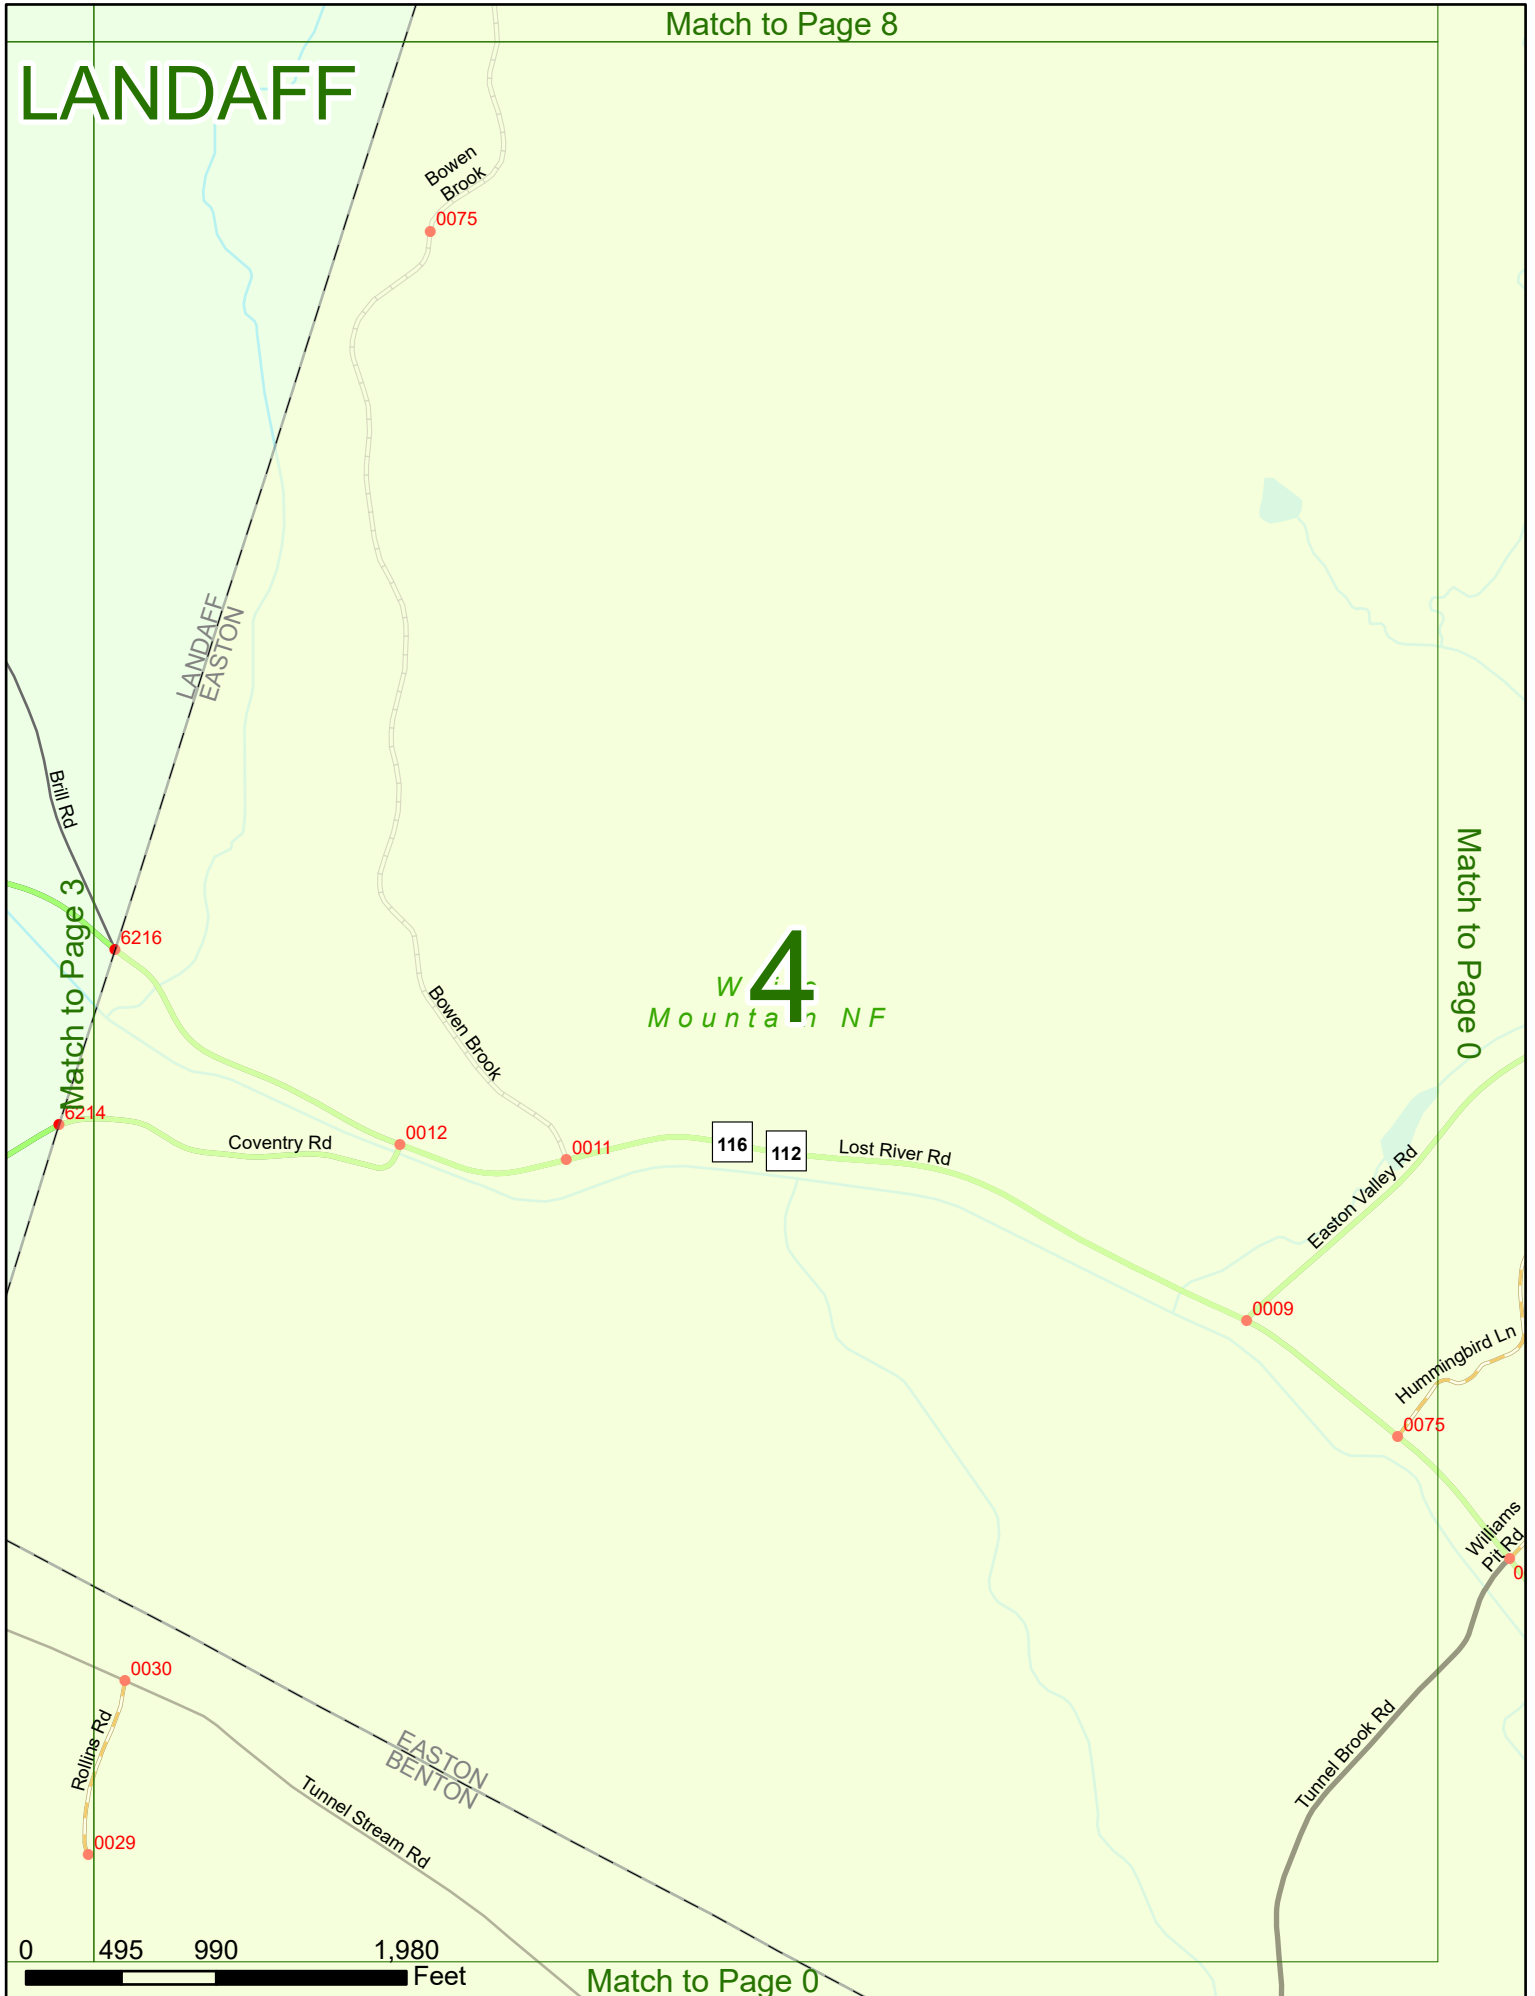 Match to Page 8
LANDAFF
Bowen
Brook
0075
LANDAFF
EASTON
Brill Rd
Match to Page 3
6216
4
Mountain NF
Match to Page 0
Bowen Brook
6214
Coventry Rd
0012
0011
116
112
Lost River Rd
Easton Valley Rd
0009
Hummingbird Ln
0075
Williams
Pit Rd
0030
Rollins Rd
EASTON
BENTON
Tunnel Stream Rd
Tunnel Brook Rd
0029
0 495 990 1,980
Feet
Match to Page 0